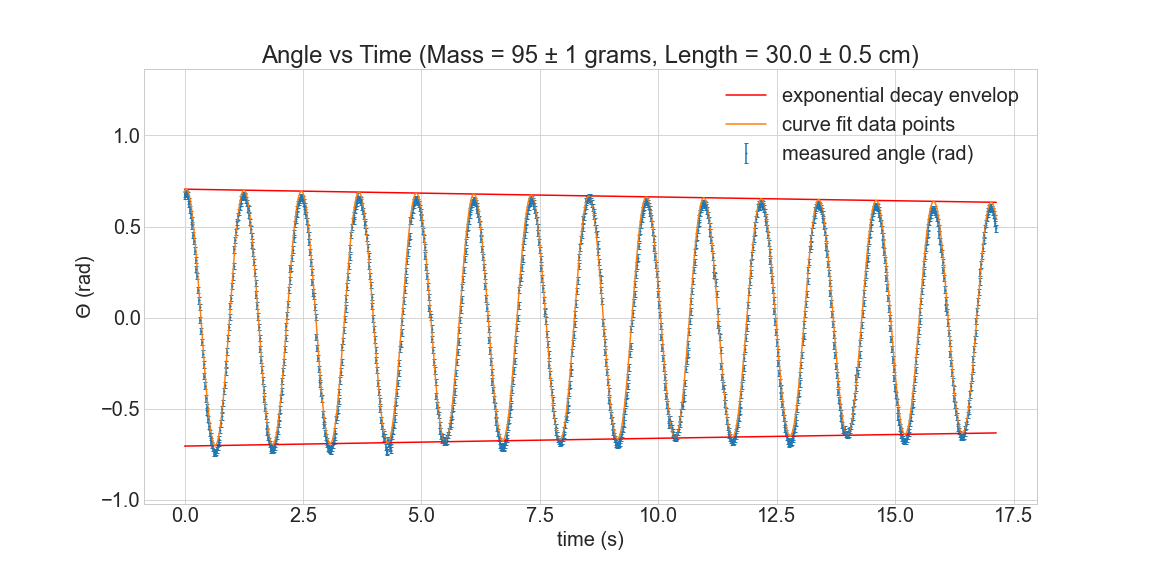 Angle vs Time (Mass = 95 ± 1 grams, Length = 30.0 ± 0.5 cm)
exponential decay envelop
curve fit data points
measured angle (rad)
1.0
0.5
0.0
−0.5
−1.0
Θ (rad)
0.0 2.5 5.0 7.5 10.0 12.5 15.0 17.5
time (s)